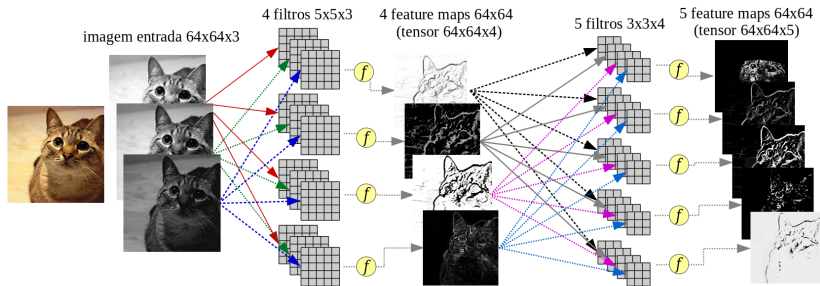 imagem entrada 64x64x3
4 filtros 5x5x3
4 feature maps 64x64
(tensor 64x64x4)
5 filtros 3x3x4
5 feature maps 64x64
(tensor 64x64x5)
f
f
f
f
f
f
f
f
f